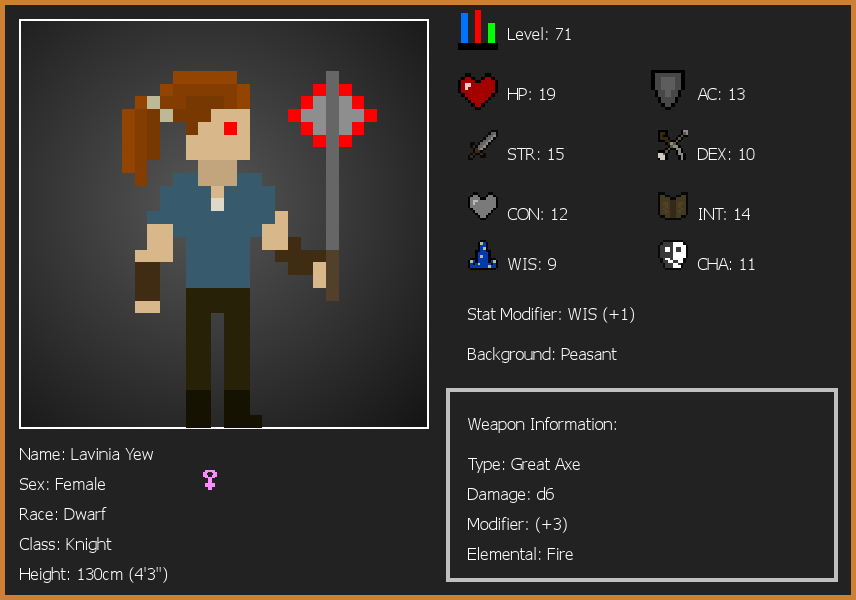 Level: 71
HP: 19
AC: 13
STR: 15
DEX: 10
CON: 12
INT: 14
WIS: 9
CHA: 11
Stat Modifier: WIS (+1)
Background: Peasant
Weapon Information:
Type: Great Axe
Damage: d6
Modifier: (+3)
Elemental: Fire
Name: Lavinia Yew
Sex: Female
Race: Dwarf
Class: Knight
Height: 130cm (4'3")